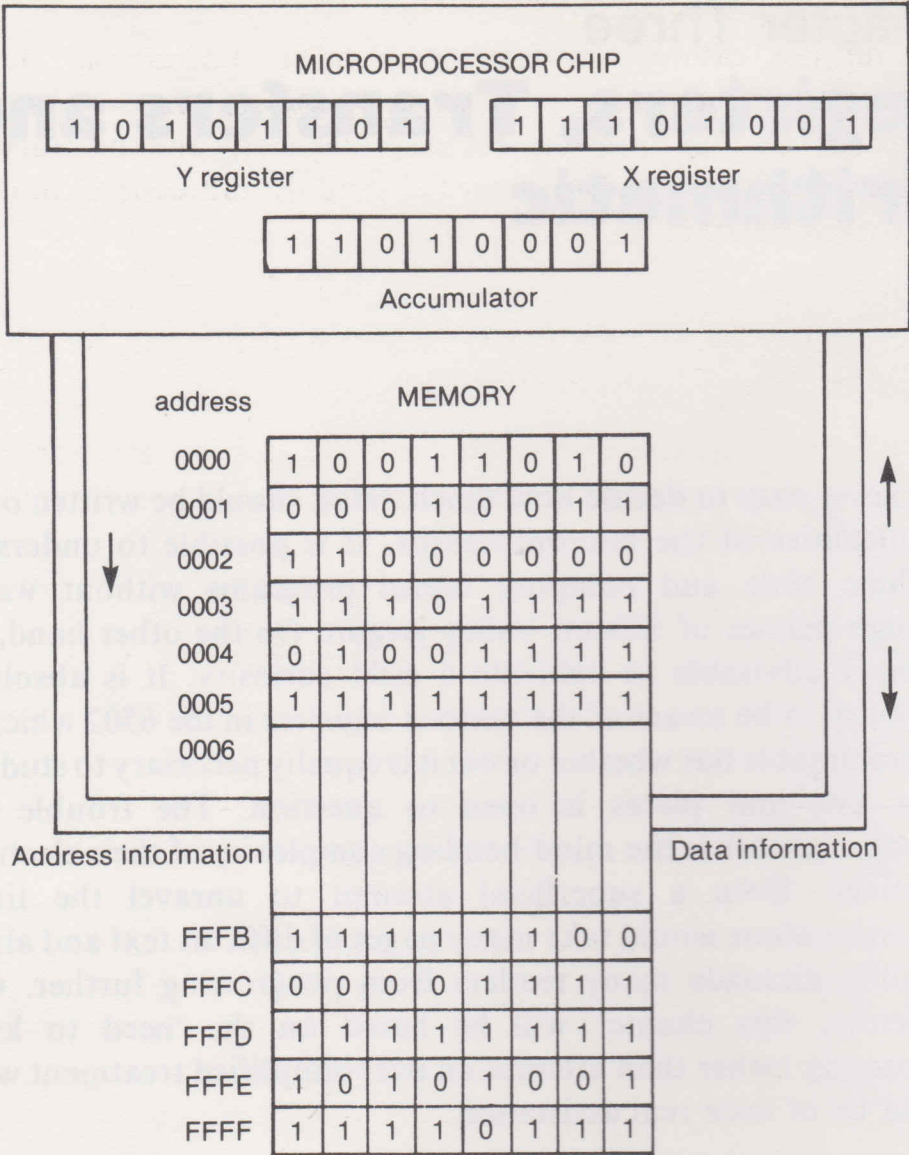 MICROPROCESSOR CHIP
1 0 1 0 1 1 0 1 1 1 1 0 1 0 0 1
Y register X register
1 1 0 1 0 0 0 1
Accumulator
address MEMORY
0000 1 0 0 1 1 0 1 0
0001 0 0 0 0 0 0 1 1
0002 1 1 0 0 0 0 0 0
0003 1 1 1 0 1 1 1 1
0004 0 1 0 0 1 1 1 1
0005 1 1 1 1 1 1 1 1
0006
Address information Data information
FFFB 1 1 1 1 1 1 0 0
FFFC 0 0 0 1 1 1 1 1
FFFD 1 1 1 1 1 1 1 1
FFFE 1 0 0 0 0 0 0 1
FFFF 1 1 1 1 0 1 1 1